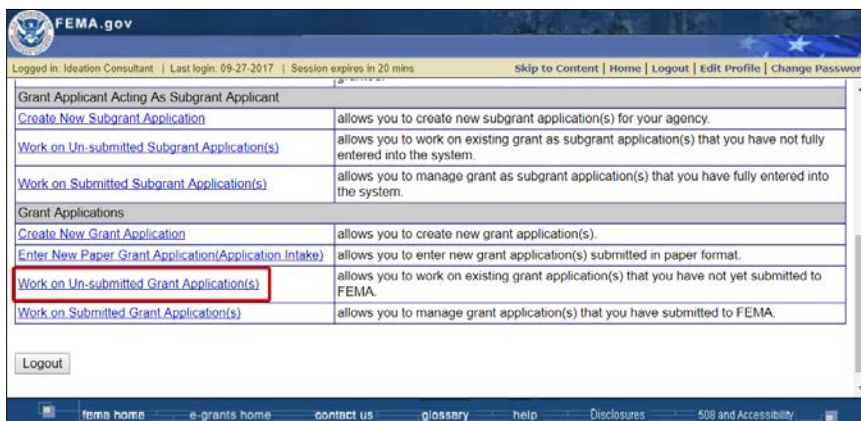 FEMA.gov
Logged in: Ideation Consultant | Last login: 09-27-2017 | Session expires in 20 mins
Skip to Content | Home | Logout | Edit Profile | Change Passwor
Grant Applicant Acting As Subgrant Applicant
Create New Subgrant Application
allows you to create new subgrant application(s) for your agency.
Work on Un-submitted Subgrant Application(s)
allows you to work on existing grant as subgrant application(s) that you have not fully
entered into the system.
Work on Submitted Subgrant Application(s)
allows you to manage grant as subgrant application(s) that you have fully entered into
the system.
Grant Applications
Create New Grant Application
allows you to create new grant application(s).
Enter New Paper Grant Application(Application Intake)
allows you to enter new grant application(s) submitted in paper format.
Work on Un-submitted Grant Application(s)
allows you to work on existing grant application(s) that you have not yet submitted to
FEMA.
Work on Submitted Grant Application(s)
allows you to manage grant application(s) that you have submitted to FEMA.
Logout
fema home e-grants home contact us glossary help Disclosures 508 and Accessibility